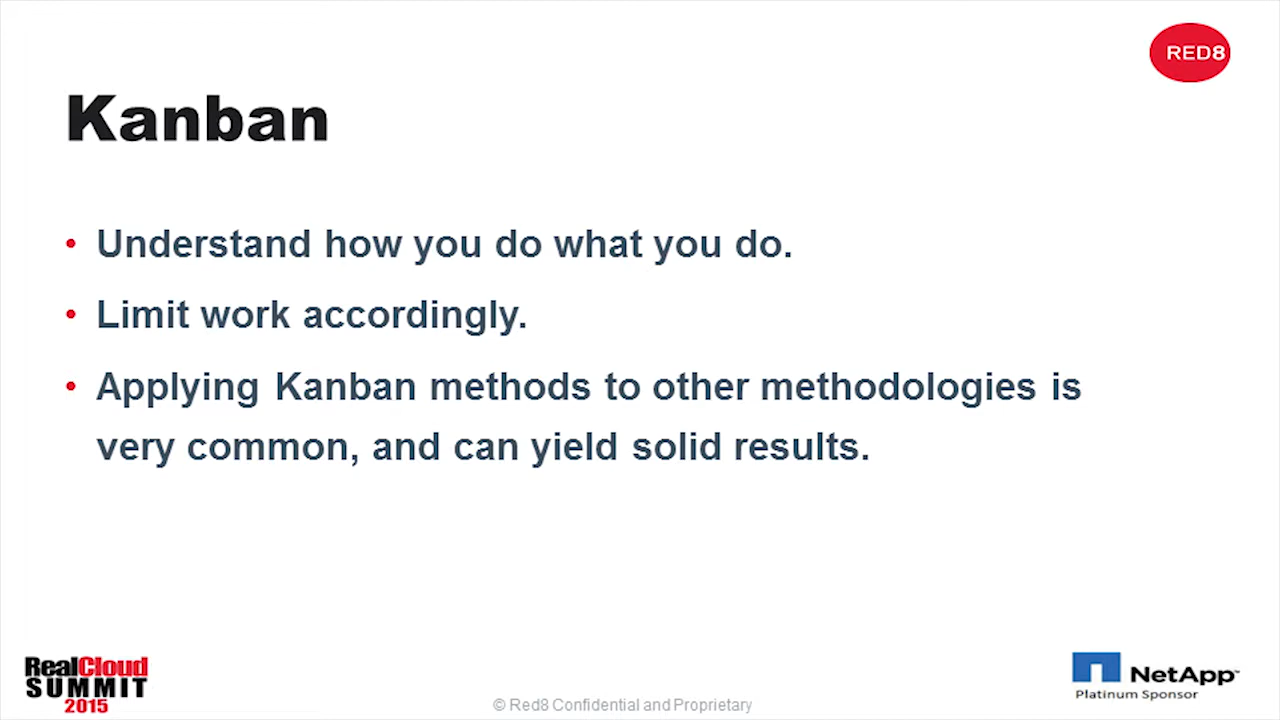 RED8
Kanban
• Understand how you do what you do.
• Limit work accordingly.
• Applying Kanban methods to other methodologies is
very common, and can yield solid results.
RealCloud
SUMMIT
2015
© Red8 Confidential and Proprietary
NetApp™
Platinum Sponsor